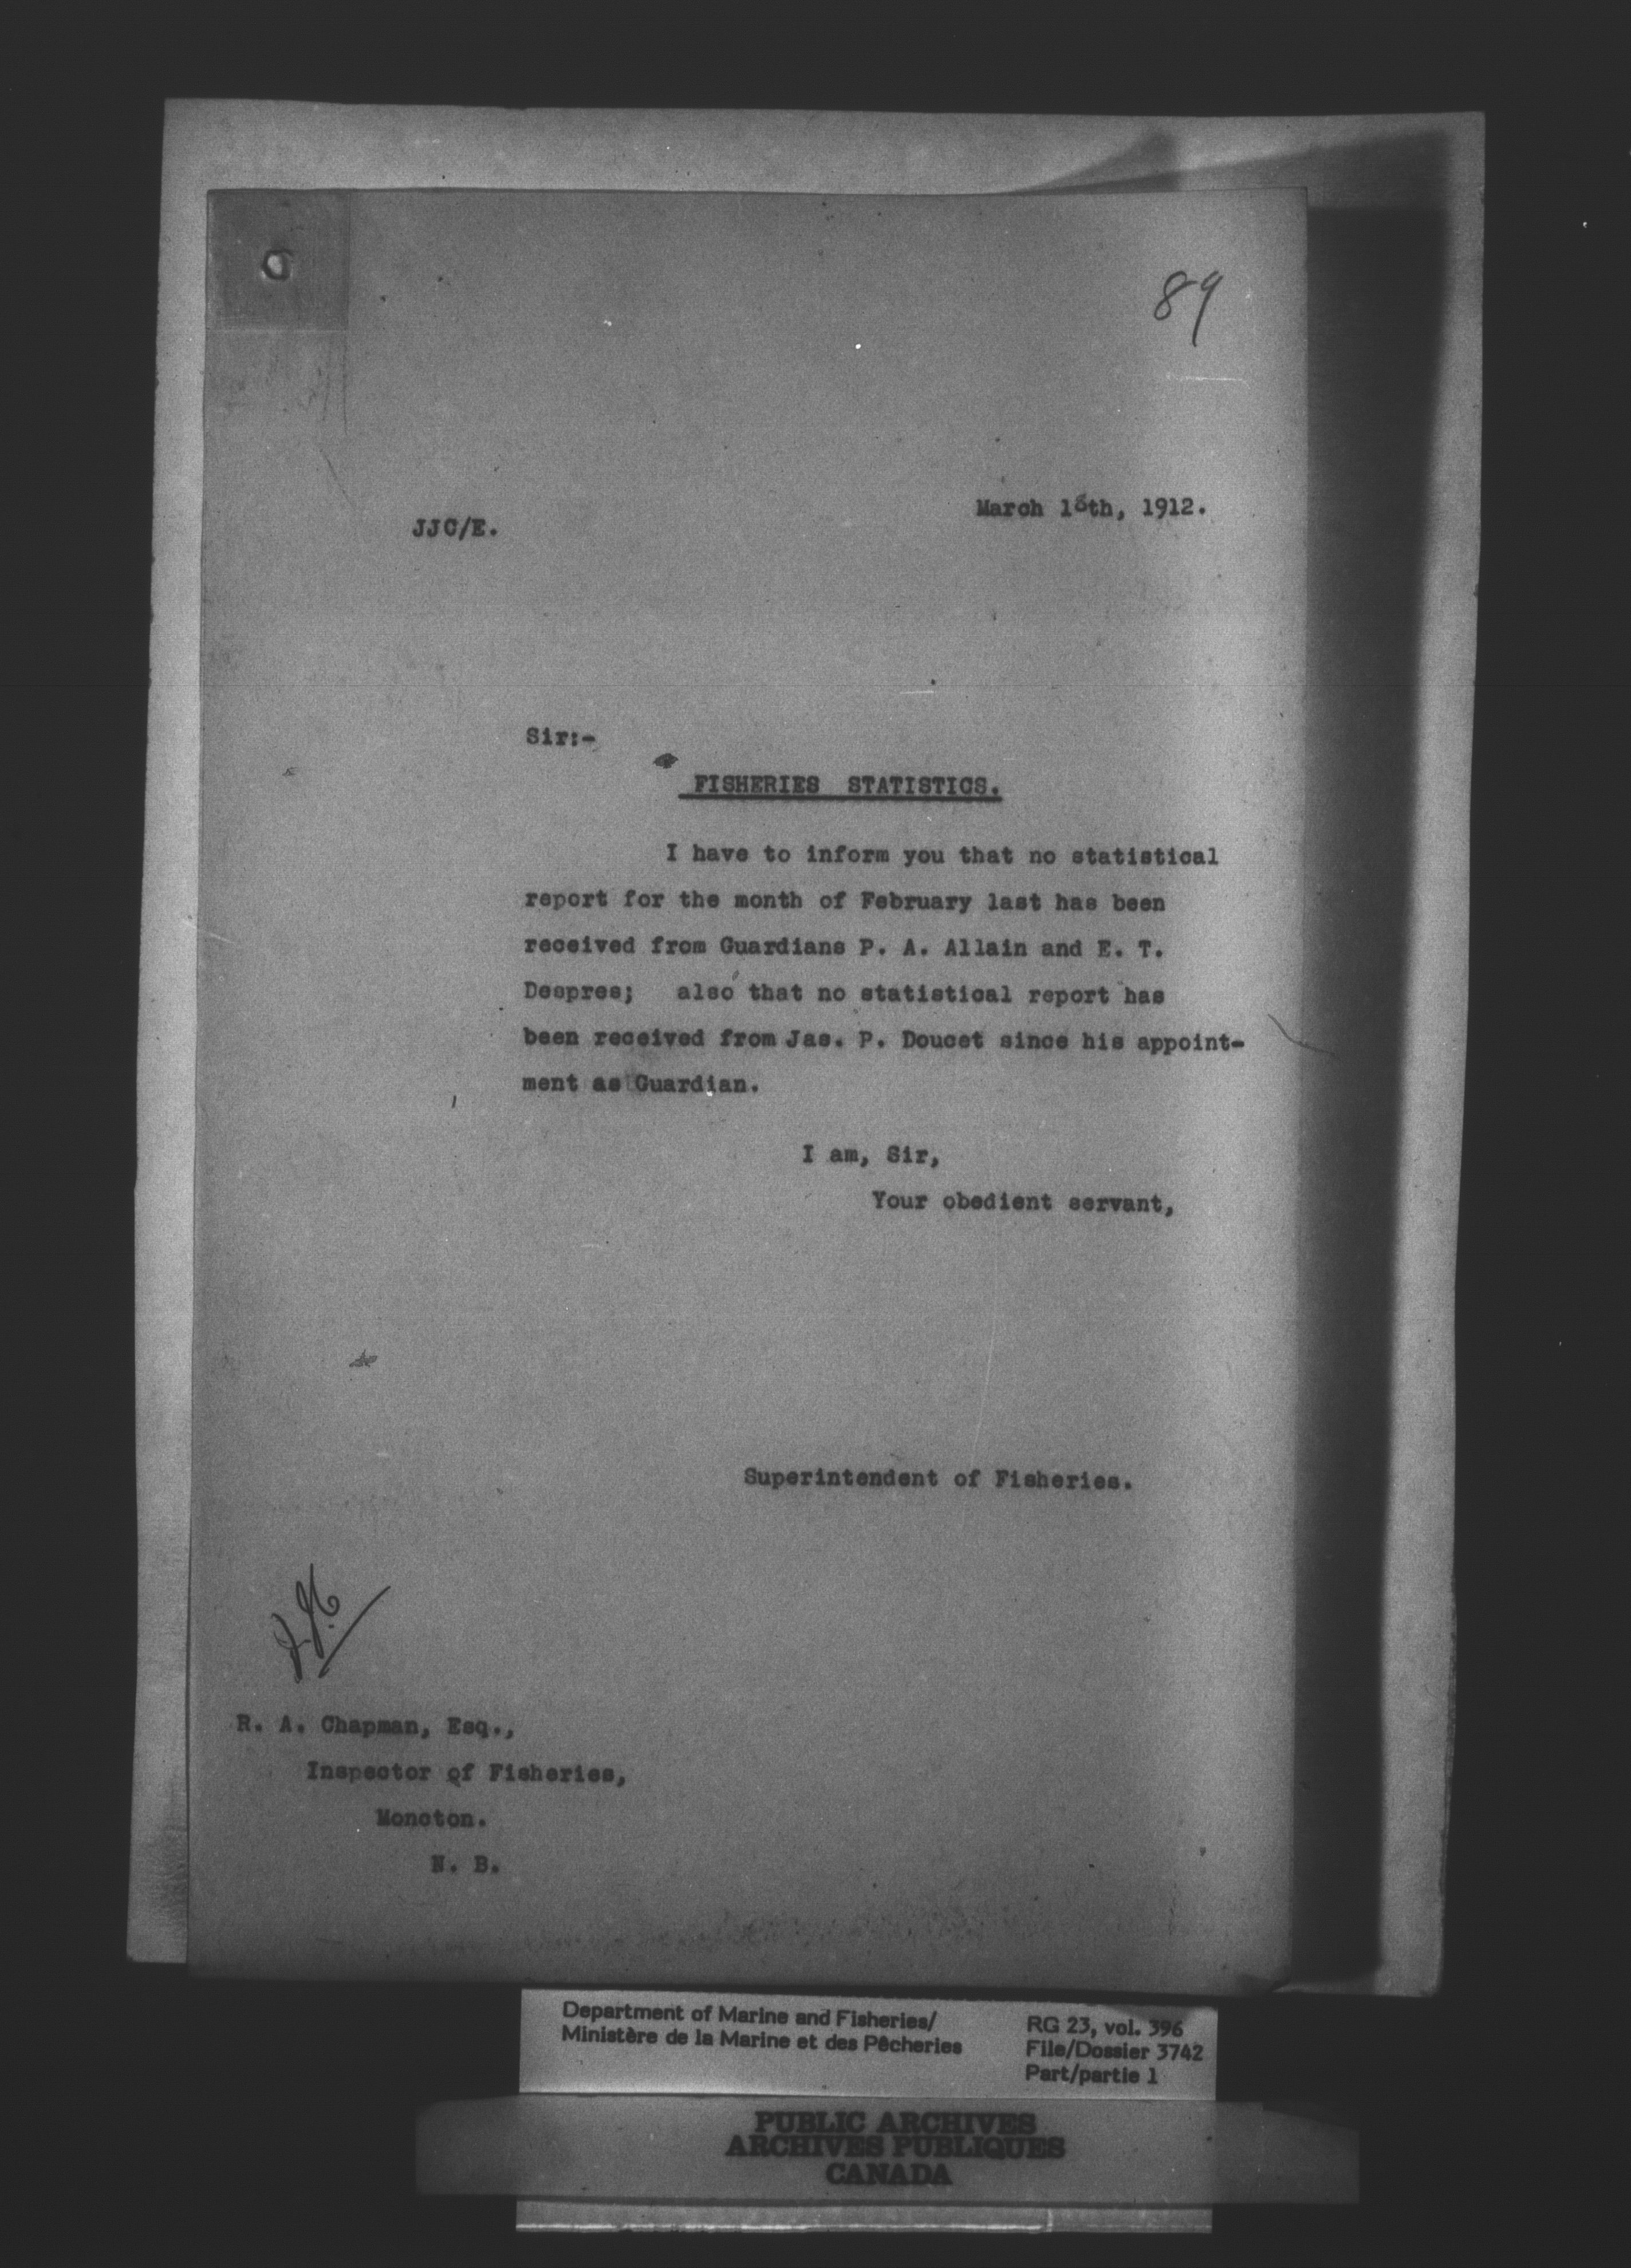 89
March 18th, 1912.
JJC/E.
Sir:-
FISHERIES STATISTICS.
I have to inform you that no statistical
report for the month of February last has been
received from Guardians P. A. Allain and E. T.
Despres; also that no statistical report has
been received from Jas. P. Doucet since his appoint-
ment as Guardian.
I am, Sir,
Your obedient servant,
Superintendent of Fisheries.
R. A. Chapman, Esq.,
Inspector of Fisheries,
Moncton.
N. B.
Department of Marine and Fisheries/
Ministère de la Marine et des Pêcheries
RG 23, vol. 396
File/Dossier 3742
Part/partie 1
PUBLIC ARCHIVES
ARCHIVES PUBLIQUES
CANADA